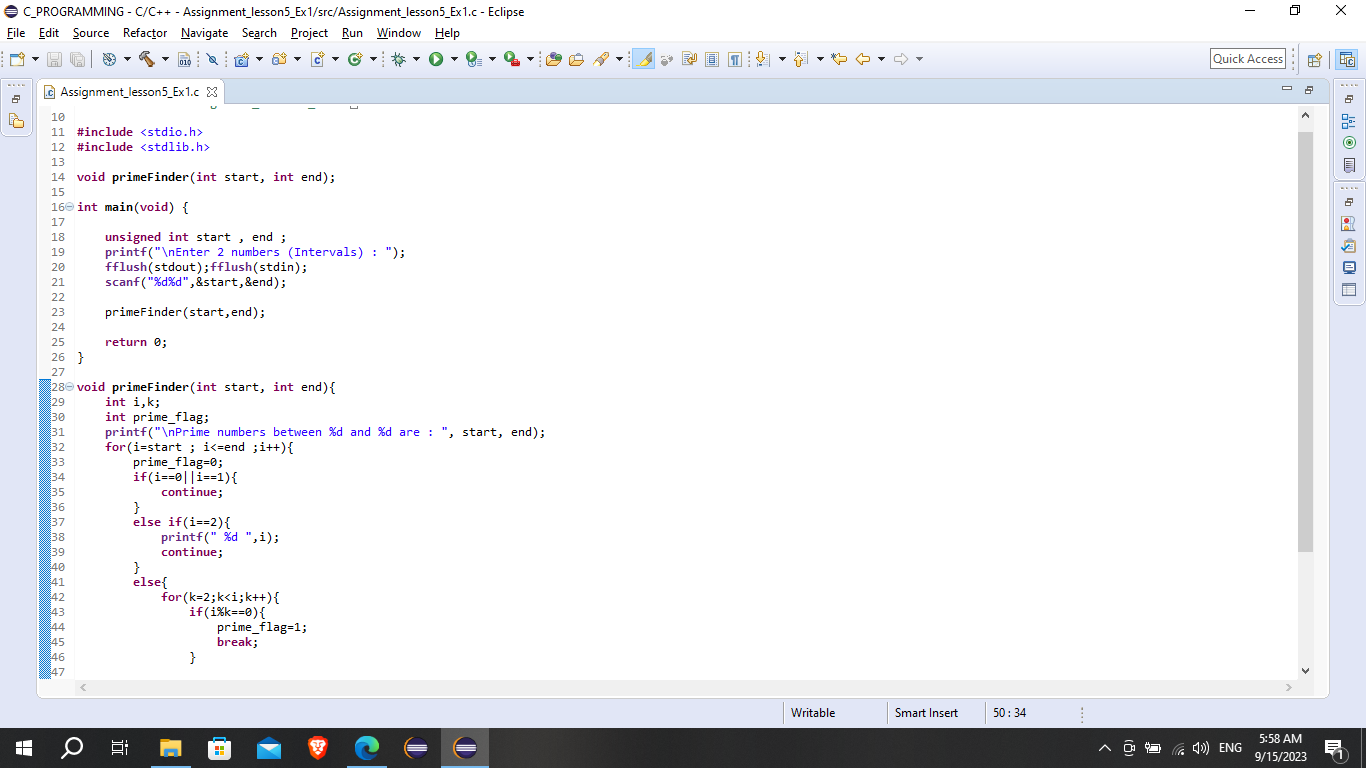 C_PROGRAMMING - C/C++ - Assignment_lesson5_Ex1/src/Assignment_lesson5_Ex1.c - Eclipse
File Edit Source Refactor Navigate Search Project Run Window Help
Quick Access
Assignment_lesson5_Ex1.c
10
11 #include <stdio.h>
12 #include <stdlib.h>
13
14 void primeFinder(int start, int end);
15
16 int main(void) {
17
18     unsigned int start , end ;
19     printf("\nEnter 2 numbers (Intervals) : ");
20     fflush(stdout);fflush(stdin);
21     scanf("%d%d",&start,&end);
22
23     primeFinder(start,end);
24
25     return 0;
26 }
27
28 void primeFinder(int start, int end){
29     int i,k;
30     int prime_flag;
31     printf("\nPrime numbers between %d and %d are : ", start, end);
32     for(i=start ; i<=end ;i++){
33         prime_flag=0;
34         if(i==0||i==1){
35             continue;
36         }
37         else if(i==2){
38             printf(" %d ",i);
39             continue;
40         }
41         else{
42             for(k=2;k<i;k++){
43                 if(i%k==0){
44                     prime_flag=1;
45                     break;
46                 }
47
Writable Smart Insert 50 : 34
ENG
5:58 AM
9/15/2023
1